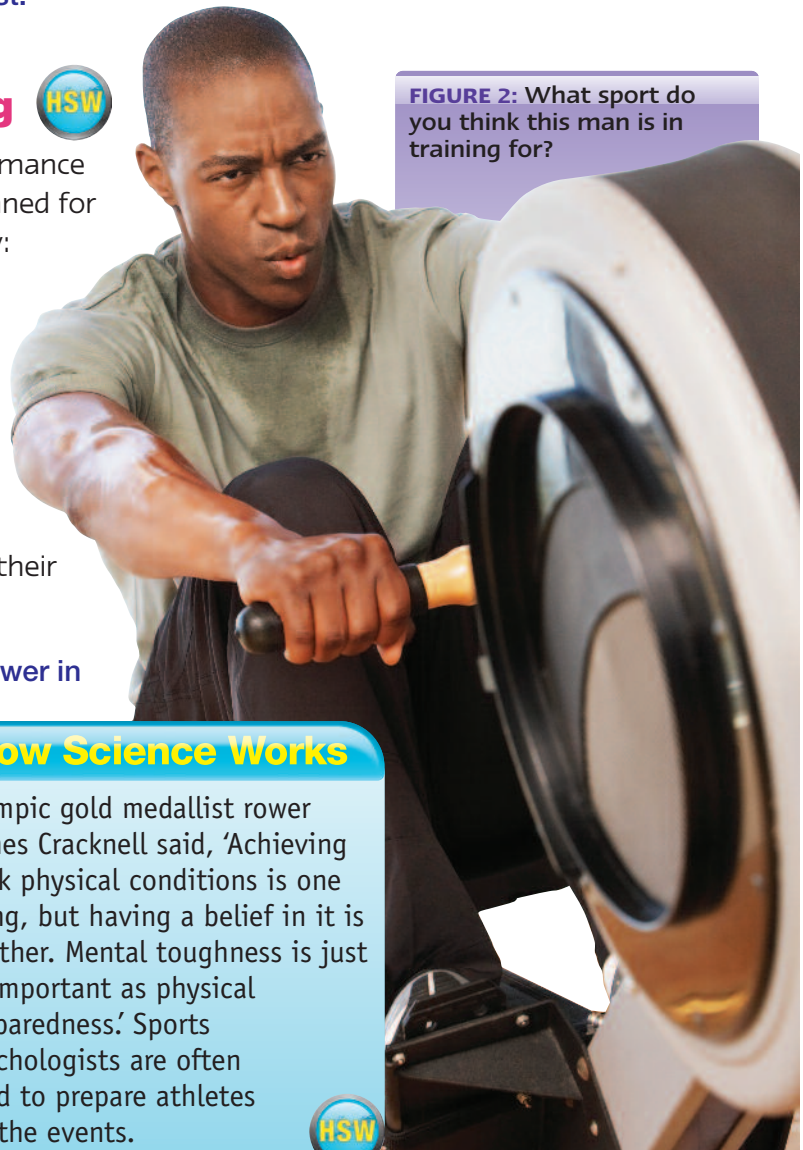 st.
g
HSW
mance
ned for
y:
FIGURE 2: What sport do
you think this man is in
training for?
their
wer in
ow Science Works
mpic gold medallist rower
nes Cracknell said, ‘Achieving
k physical conditions is one
ng, but having a belief in it is
ther. Mental toughness is just
mportant as physical
paredness.’ Sports
chologists are often
d to prepare athletes
the events.
HSW